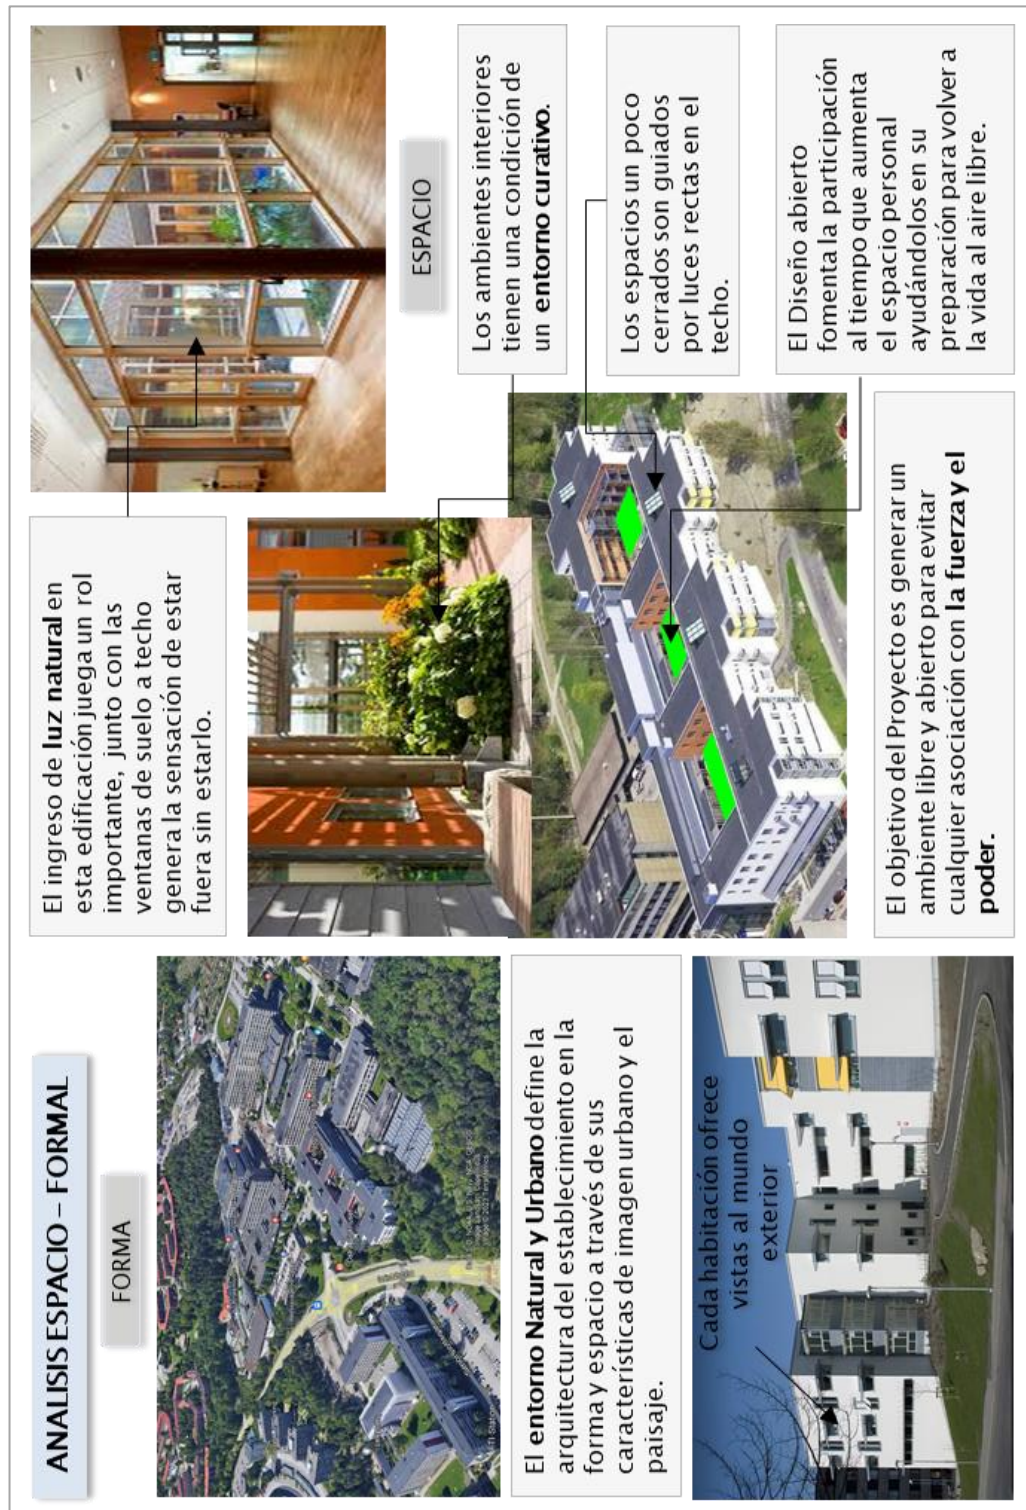 ANALISIS ESPACIO – FORMAL
FORMA
El entorno Natural y Urbano define la
arquitectura del establecimiento en la
forma y espacio a través de sus
características de imagen urbano y el
paisaje.
Cada habitación ofrece
vistas al mundo
exterior
El ingreso de luz natural en
esta edificación juega un rol
importante, junto con las
ventanas de suelo a techo
genera la sensación de estar
fuera sin estarlo.
ESPACIO
Los ambientes interiores
tienen una condición de
un entorno curativo.
Los espacios un poco
cerrados son guiados
por luces rectas en el
techo.
El Diseño abierto
fomenta la participación
al tiempo que aumenta
el espacio personal
ayudándolos en su
preparación para volver a
la vida al aire libre.
El objetivo del Proyecto es generar un
ambiente libre y abierto para evitar
cualquier asociación con la fuerza y el
poder.